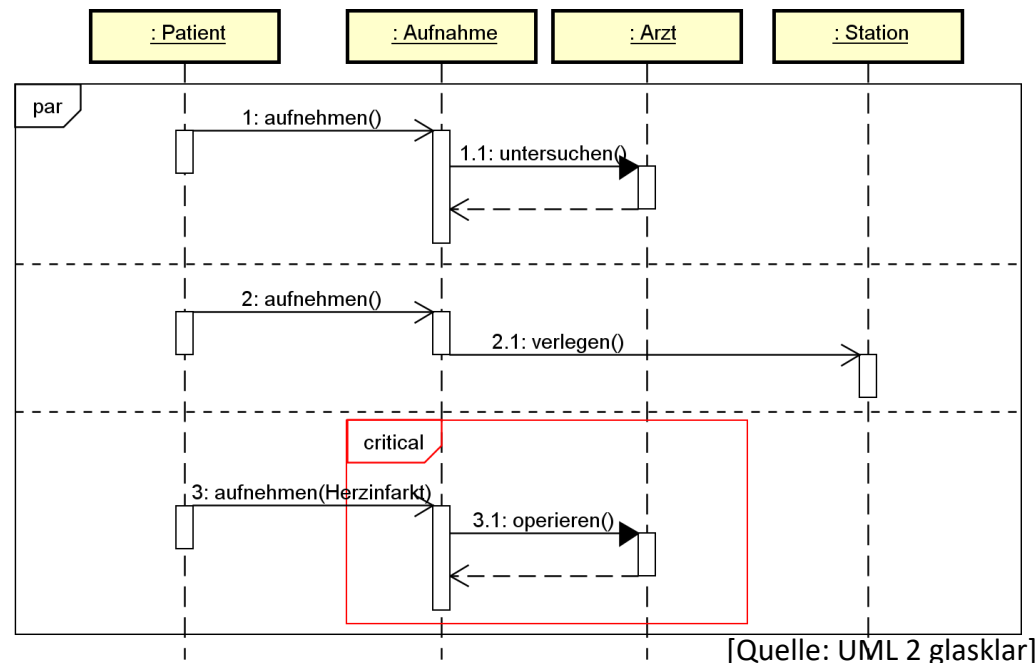 : Patient
: Aufnahme
: Arzt
: Station
par
1: aufnehmen()
1.1: untersuchen()
2: aufnehmen()
2.1: verlegen()
critical
3: aufnehmen(Herzinfarkt)
3.1: operieren()
[Quelle: UML 2 glasklar]